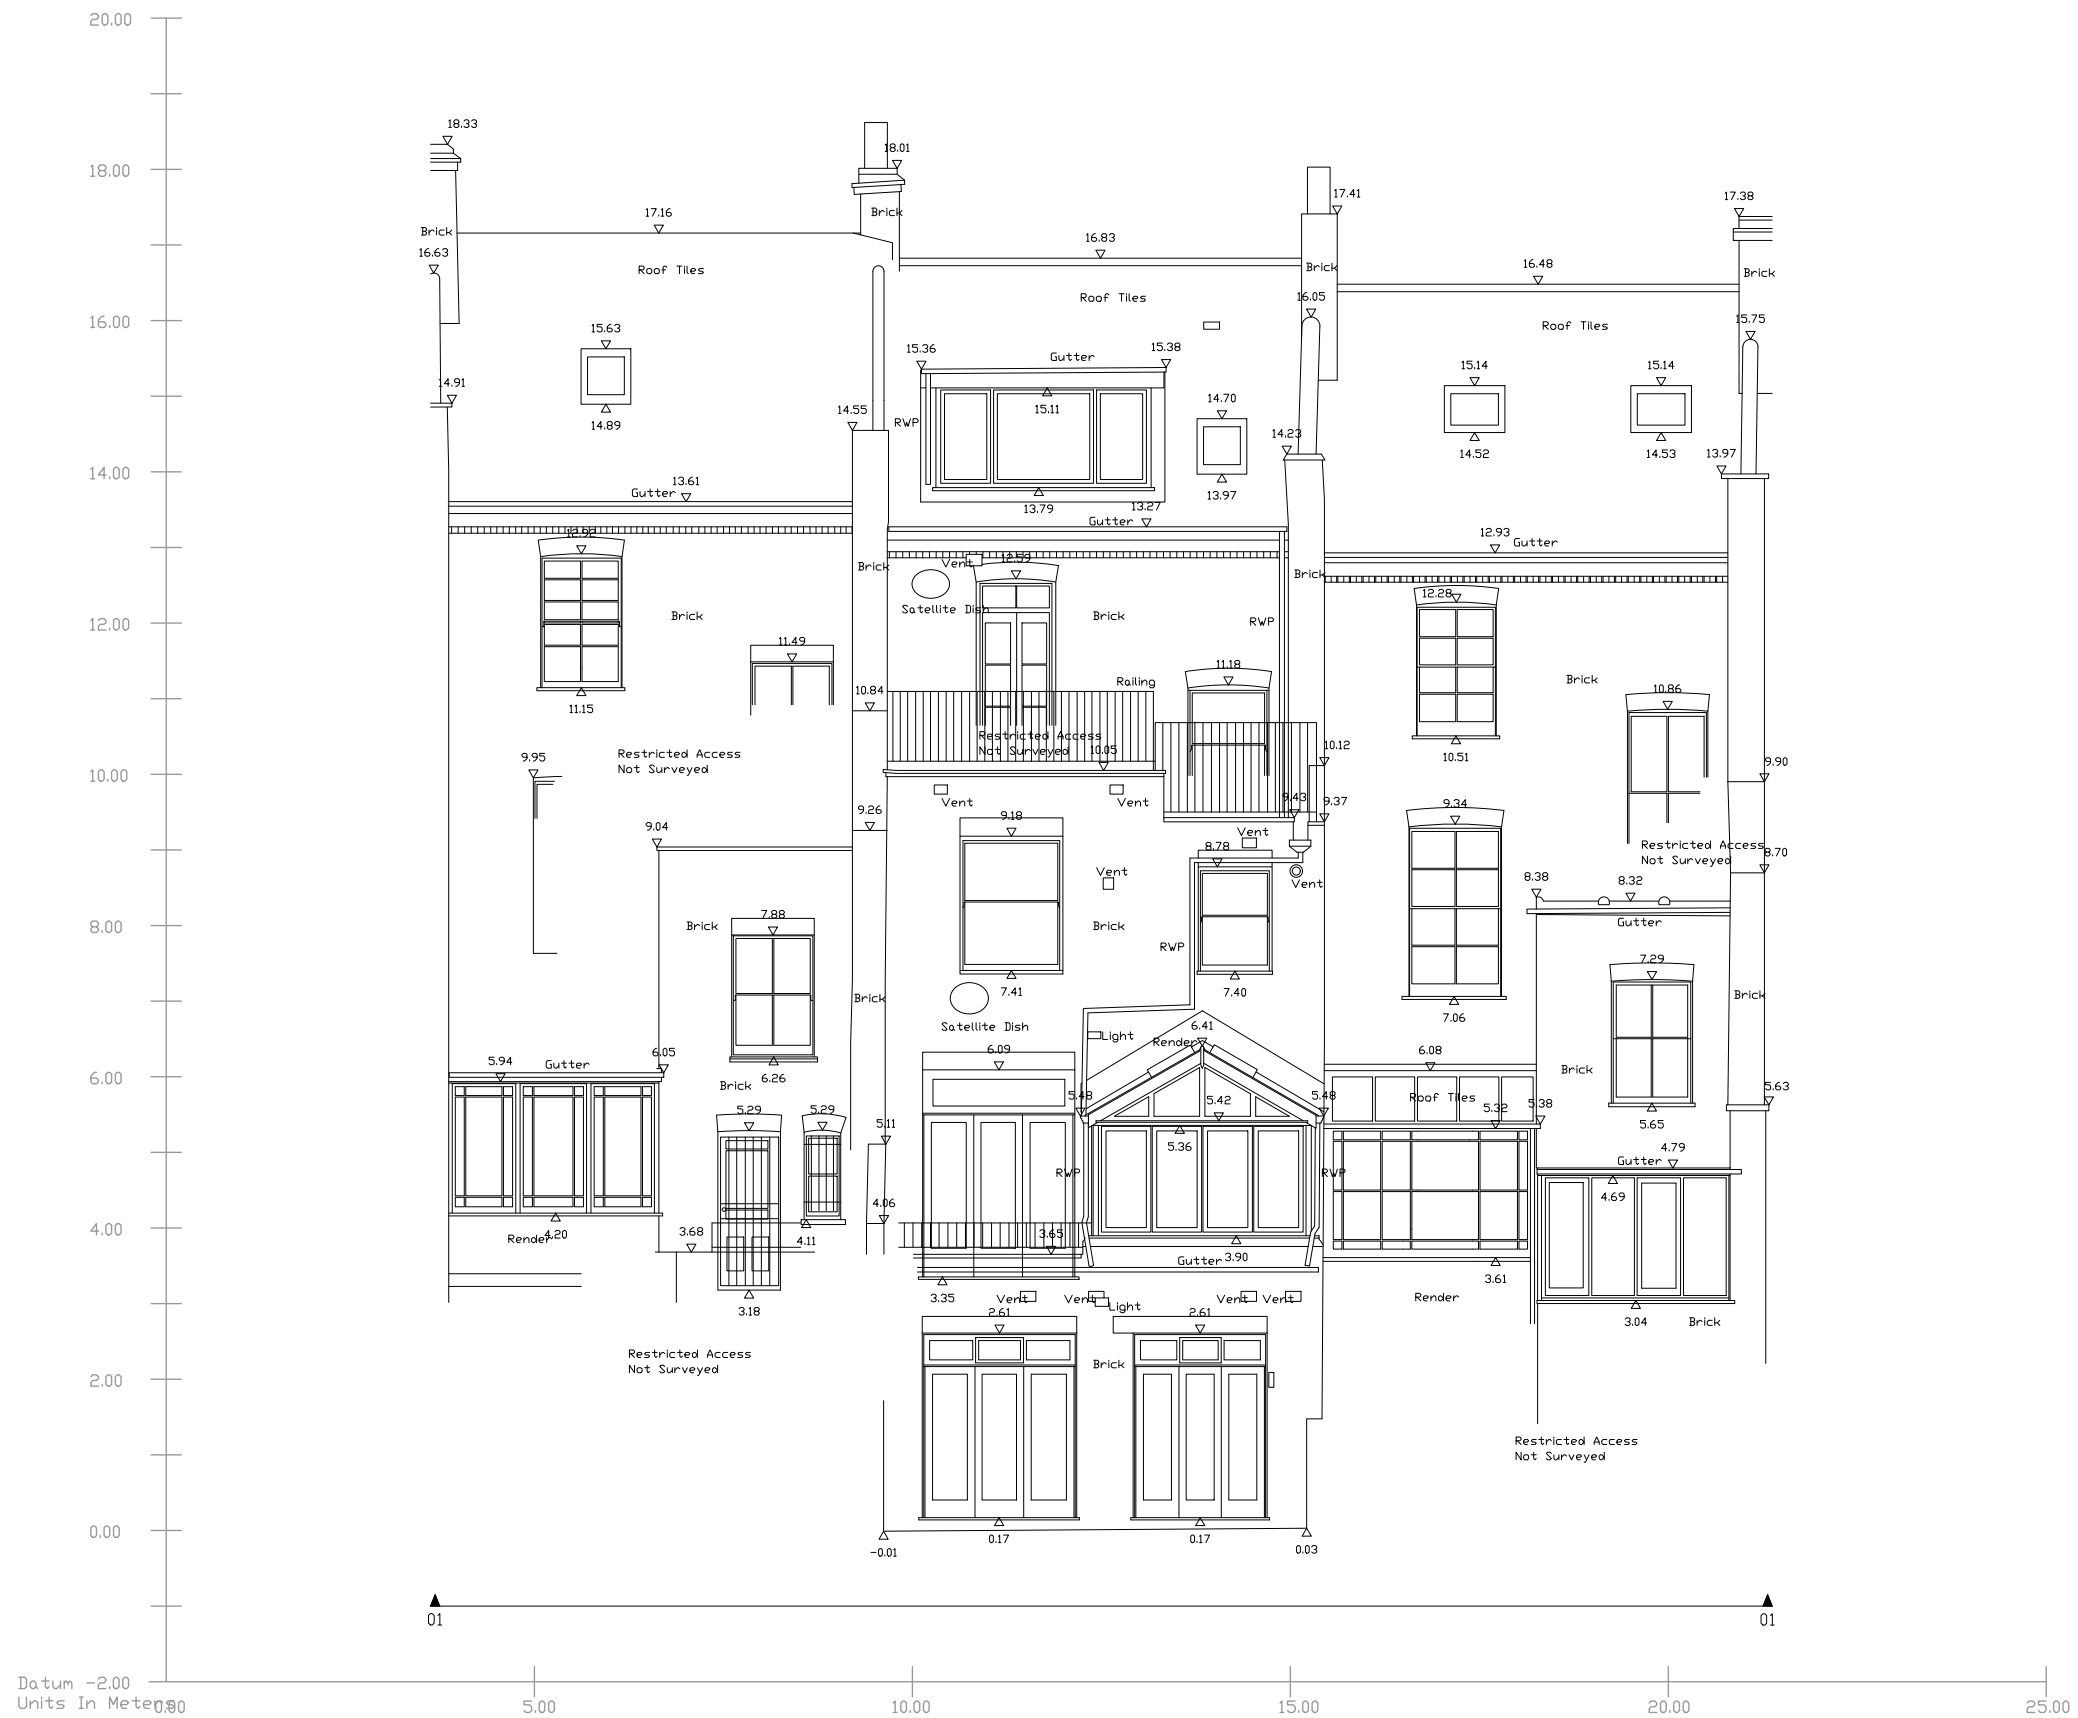 20.00
18.33
18.01
18.00
Brick
17.41
17.38
17.16
Brick
16.83
16.63
Roof Tiles
Brick
16.48
Brick
Roof Tiles
16.05
16.00
15.63
Roof Tiles
15.75
15.36
Gutter
15.38
15.14
15.14
14.91
15.11
14.70
14.89
14.55
RWP
14.23
14.52
14.53
13.97
14.00
13.61
Gutter
13.79
13.27
13.97
Gutter
12.92
12.93
Gutter
Vent
12.59
Brick
Brick
12.28
Satellite Dish
12.00
Brick
Brick
RWP
11.49
11.18
Railing
Brick
10.84
10.86
11.15
Restricted Access
Not Surveyed
10.05
10.12
Restricted Access
Not Surveyed
10.51
9.95
9.90
10.00
Vent
Vent
9.43
9.37
9.34
9.26
9.18
9.04
Vent
8.78
Restricted Access
Not Surveyed
8.70
Vent
Vent
8.38
8.32
8.00
7.88
Brick
Brick
RWP
Gutter
7.29
7.41
7.40
Brick
Brick
7.06
Satellite Dish
Light
6.41
Render
6.09
6.08
6.05
5.94
Gutter
6.00
6.26
Brick
Brick
5.63
5.48
5.42
5.48
Roof Tiles
5.32
5.38
5.29
5.29
5.11
5.36
5.65
4.79
Gutter
RWP
RWP
4.69
4.06
4.00
4.20
Render
4.11
3.68
3.65
3.90
Gutter
3.61
3.35
Vent
Vent
Light
Vent
Vent
Render
3.18
2.61
2.61
3.04
Brick
Restricted Access
Not Surveyed
Brick
2.00
Restricted Access
Not Surveyed
0.00
-0.01
0.17
0.17
0.03
01
01
Datum -2.00
Units In Meters
0.00
5.00
10.00
15.00
20.00
25.00